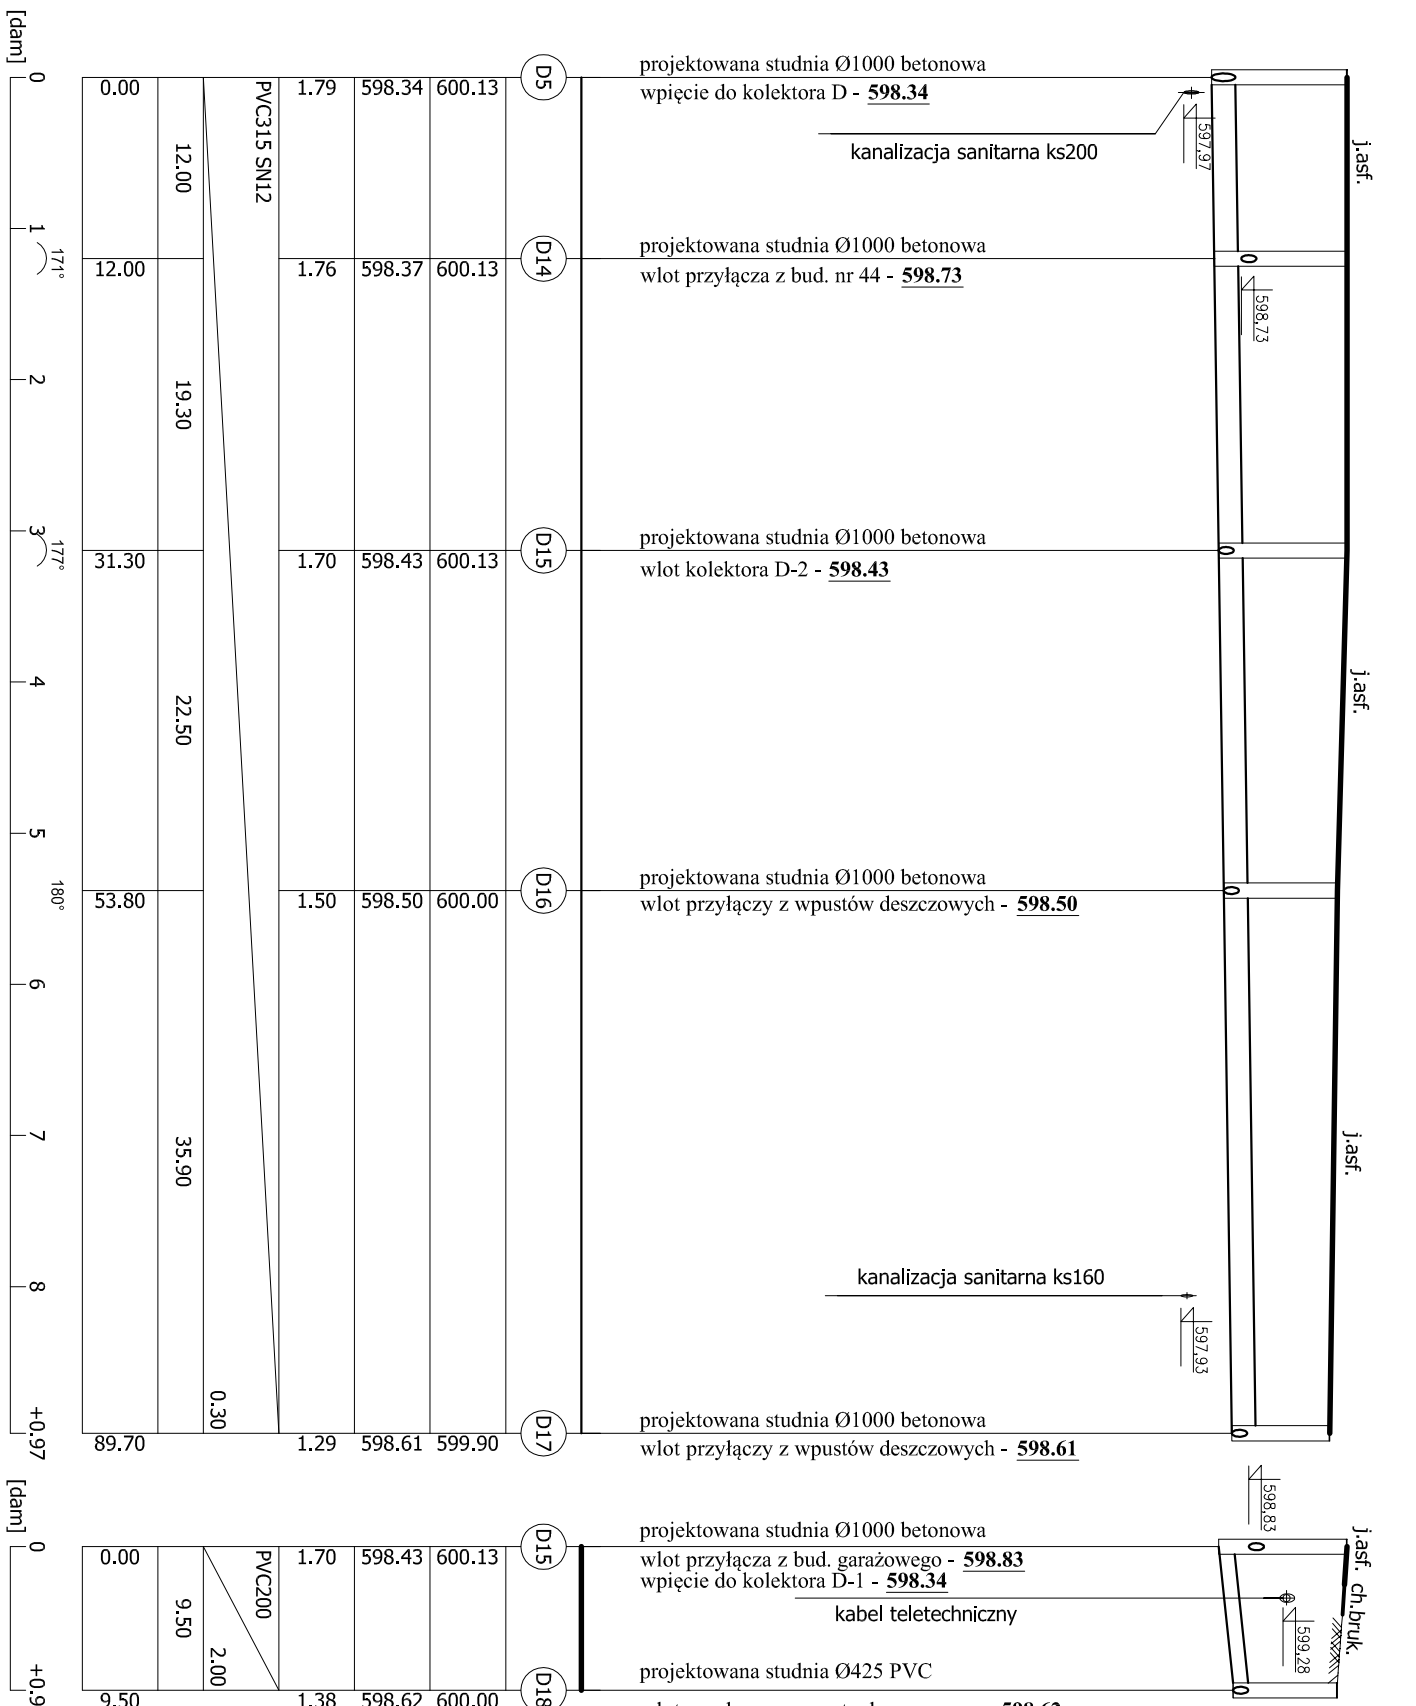 [dam]
0
0.00
12.00
PVC315 SN12
1.79
598.34
600.13
D5
projektowana studnia Ø1000 betonowa
wpięcie do kolektora D - 598.34
kanalizacja sanitarna ks200
597,97
j.asf.
1
171°
12.00
19.30
1.76
598.37
600.13
D14
projektowana studnia Ø1000 betonowa
wlot przyłącza z bud. nr 44 - 598.73
598,73
2
3
177°
31.30
22.50
1.70
598.43
600.13
D15
projektowana studnia Ø1000 betonowa
wlot kolektora D-2 - 598.43
4
j.asf.
5
180°
53.80
35.90
1.50
598.50
600.00
D16
projektowana studnia Ø1000 betonowa
wlot przyłączy z wpustów deszczowych - 598.50
6
7
j.asf.
8
kanalizacja sanitarna ks160
597,93
+0.97
89.70
0.30
1.29
598.61
599.90
D17
projektowana studnia Ø1000 betonowa
wlot przyłączy z wpustów deszczowych - 598.61
[dam]
0
0.00
9.50
PVC200
2.00
1.70
598.43
600.13
D15
projektowana studnia Ø1000 betonowa
wlot przyłącza z bud. garażowego - 598.83
wpięcie do kolektora D-1 - 598.34
kabel teletechniczny
598,83
599,28
j.asf.
ch.bruk.
9.50
1.38
598.62
600.00
D18
projektowana studnia Ø425 PVC
598.62